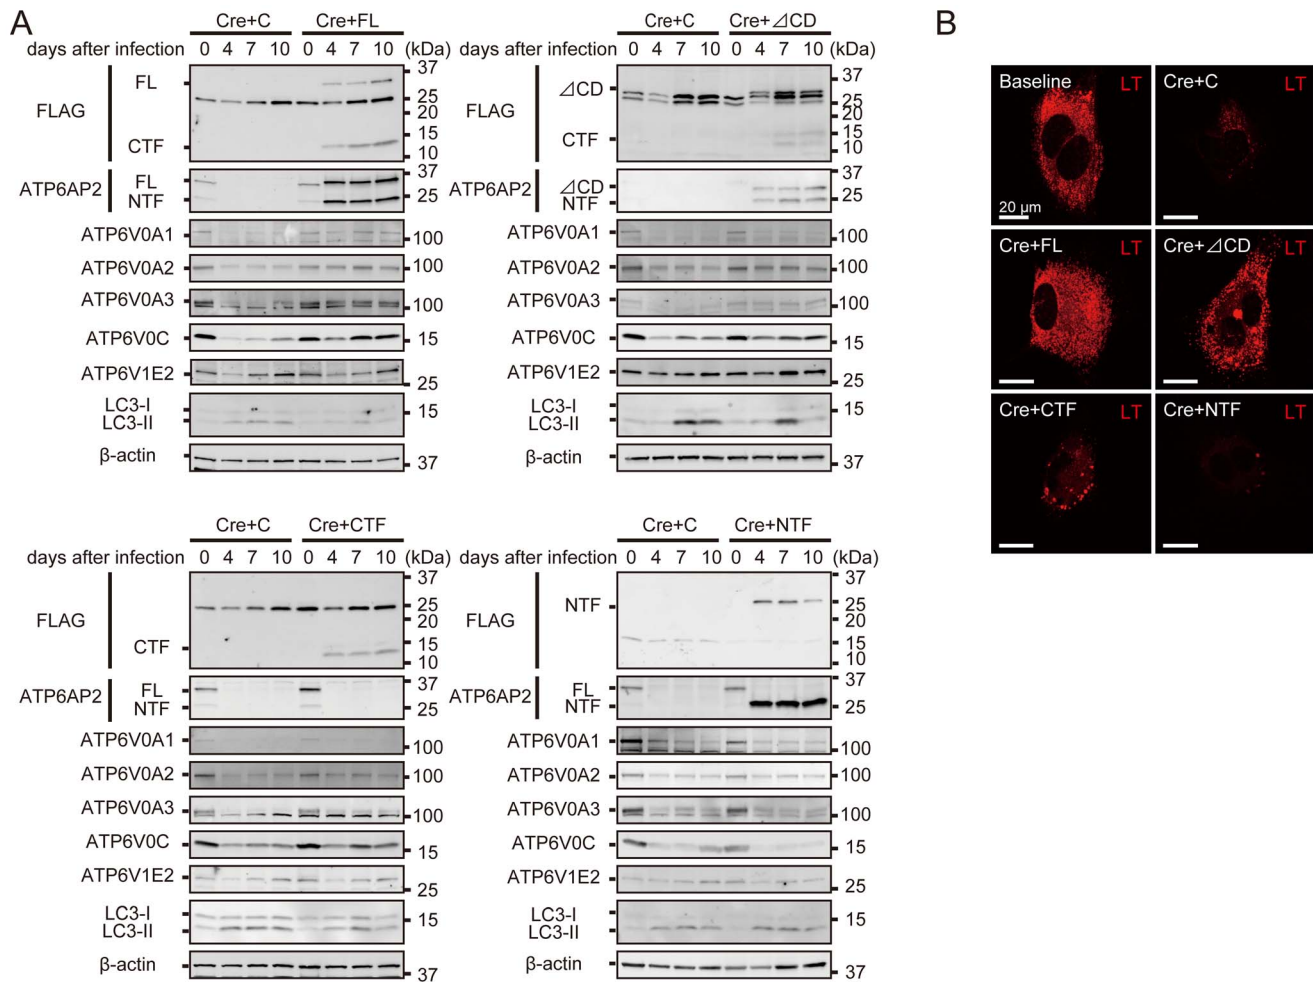 A
Cre+C Cre+FL
days after infection 0 4 7 10 0 4 7 10 (kDa)
FLAG
FL
CTF
37
25
20
15
10
ATP6AP2
FL
NTF
37
25
ATP6V0A1 100
ATP6V0A2 100
ATP6V0A3 100
ATP6V0C 15
ATP6V1E2 25
LC3-I 15
LC3-II
β-actin 37
Cre+C Cre+⊿CD
days after infection 0 4 7 10 0 4 7 10 (kDa)
FLAG
⊿CD
CTF
37
25
20
15
10
ATP6AP2
⊿CD
NTF
37
25
ATP6V0A1 100
ATP6V0A2 100
ATP6V0A3 100
ATP6V0C 15
ATP6V1E2 25
LC3-I 15
LC3-II
β-actin 37
Cre+C Cre+CTF
days after infection 0 4 7 10 0 4 7 10 (kDa)
FLAG
CTF
37
25
20
15
10
ATP6AP2
FL
NTF
37
25
ATP6V0A1 100
ATP6V0A2 100
ATP6V0A3 100
ATP6V0C 15
ATP6V1E2 25
LC3-I 15
LC3-II
β-actin 37
Cre+C Cre+NTF
days after infection 0 4 7 10 0 4 7 10 (kDa)
FLAG
NTF
37
25
20
15
10
ATP6AP2
FL
NTF
37
25
ATP6V0A1 100
ATP6V0A2 100
ATP6V0A3 100
ATP6V0C 15
ATP6V1E2 25
LC3-I 15
LC3-II
β-actin 37
B
Baseline LT
20 µm
Cre+C LT
Cre+FL LT
Cre+⊿CD LT
Cre+CTF LT
Cre+NTF LT